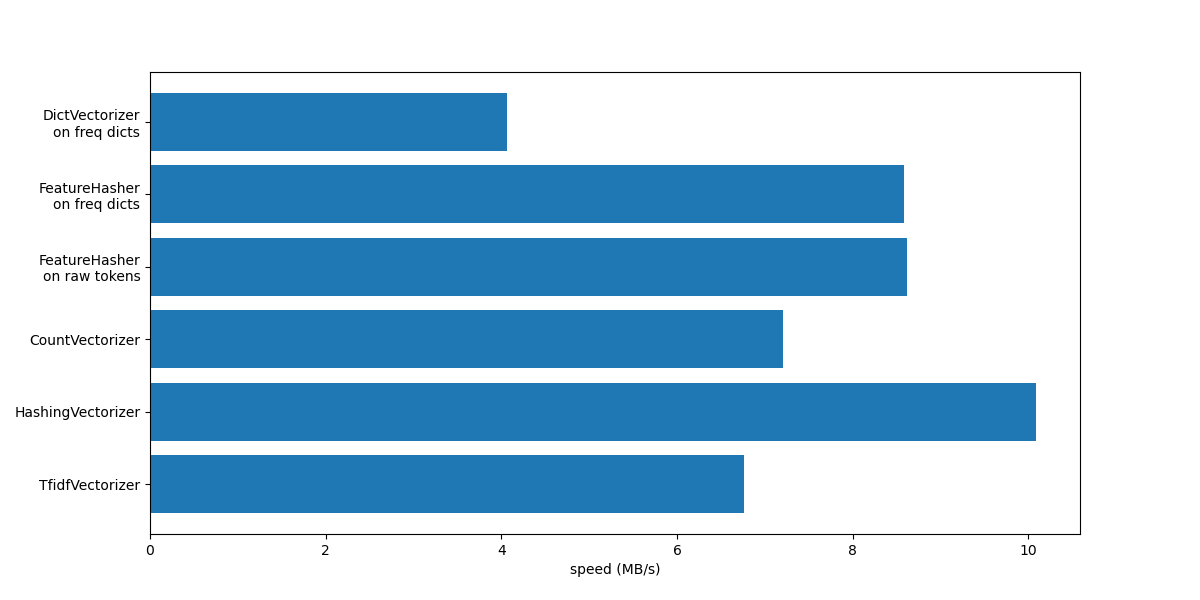 DictVectorizer
on freq dicts
FeatureHasher
on freq dicts
FeatureHasher
on raw tokens
CountVectorizer
HashingVectorizer
TfidfVectorizer
0 2 4 6 8 10
speed (MB/s)